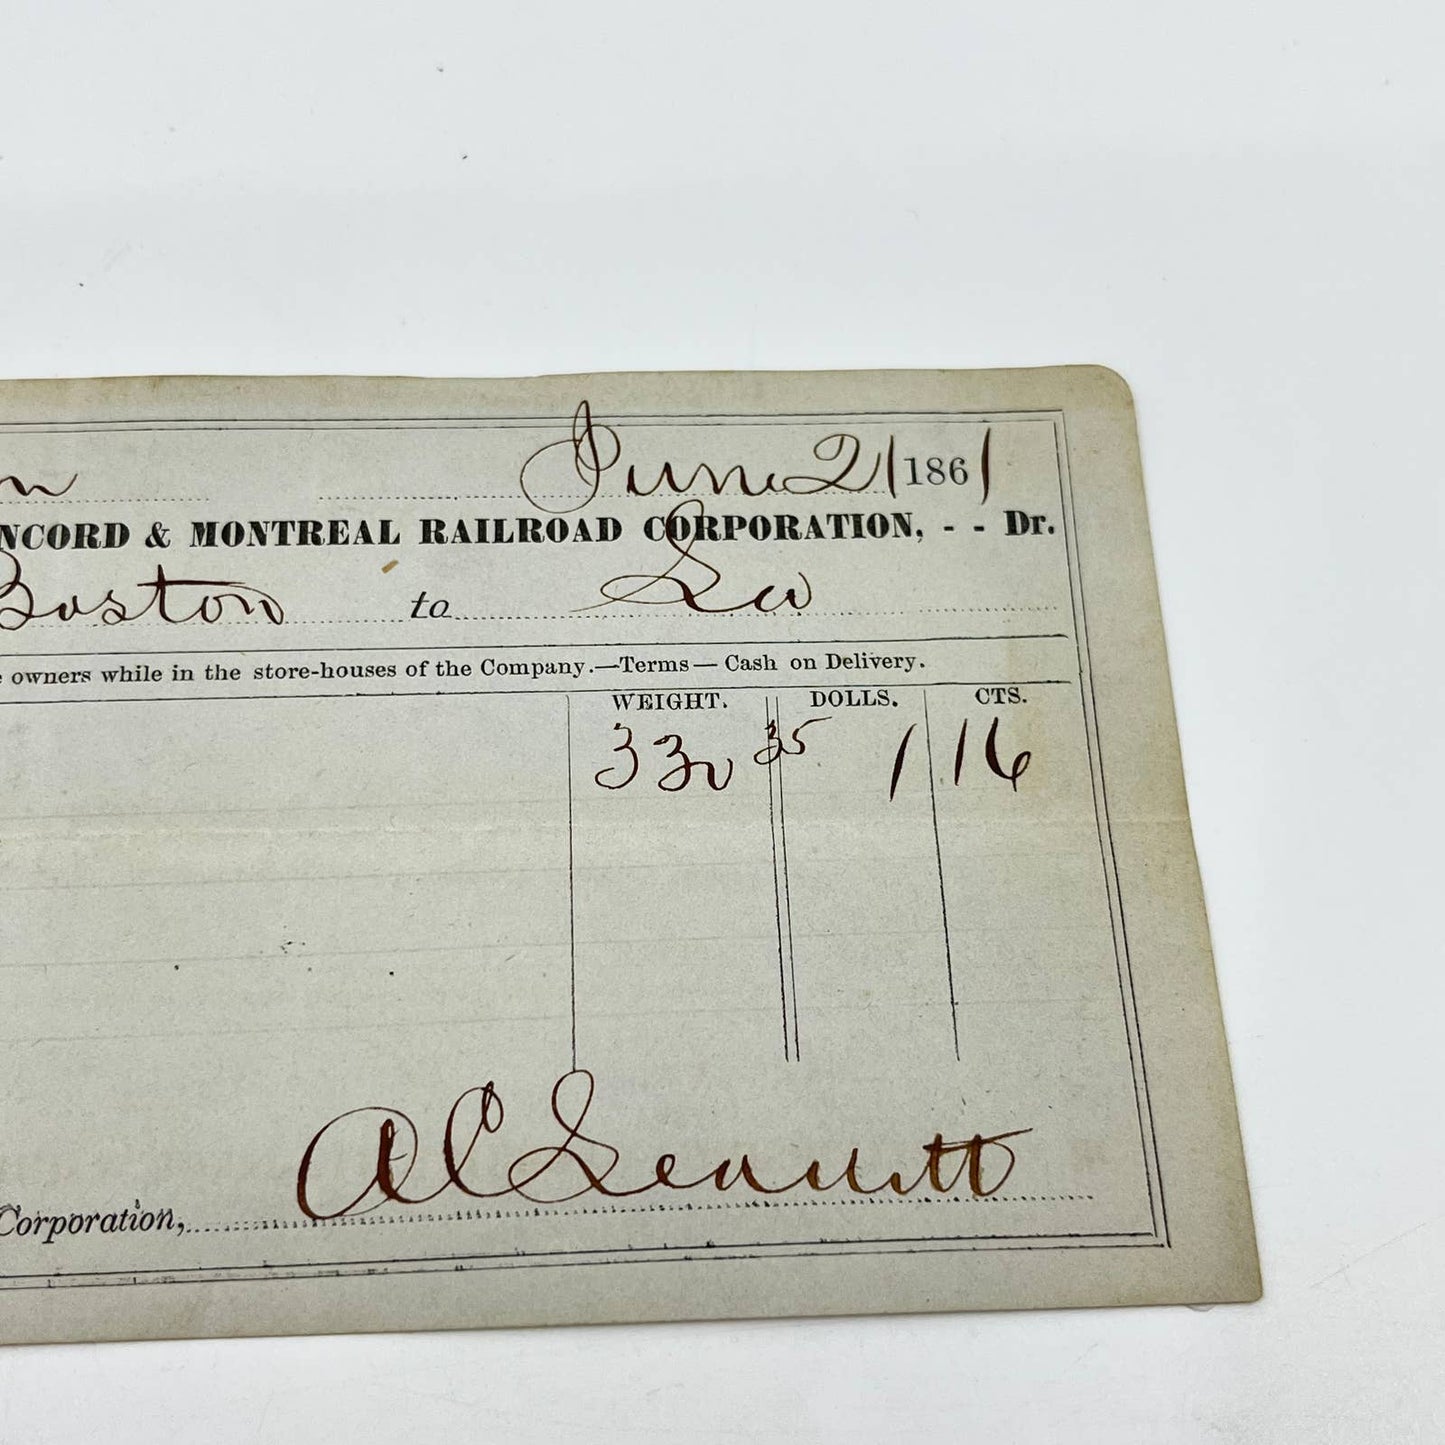 June 21 1861
NCORD & MONTREAL RAILROAD CORPORATION, - - Dr.
Boston to
owners while in the store-houses of the Company.—Terms—Cash on Delivery.
WEIGHT. DOLLS. CTS.
330 35 1 16
Corporation, A C